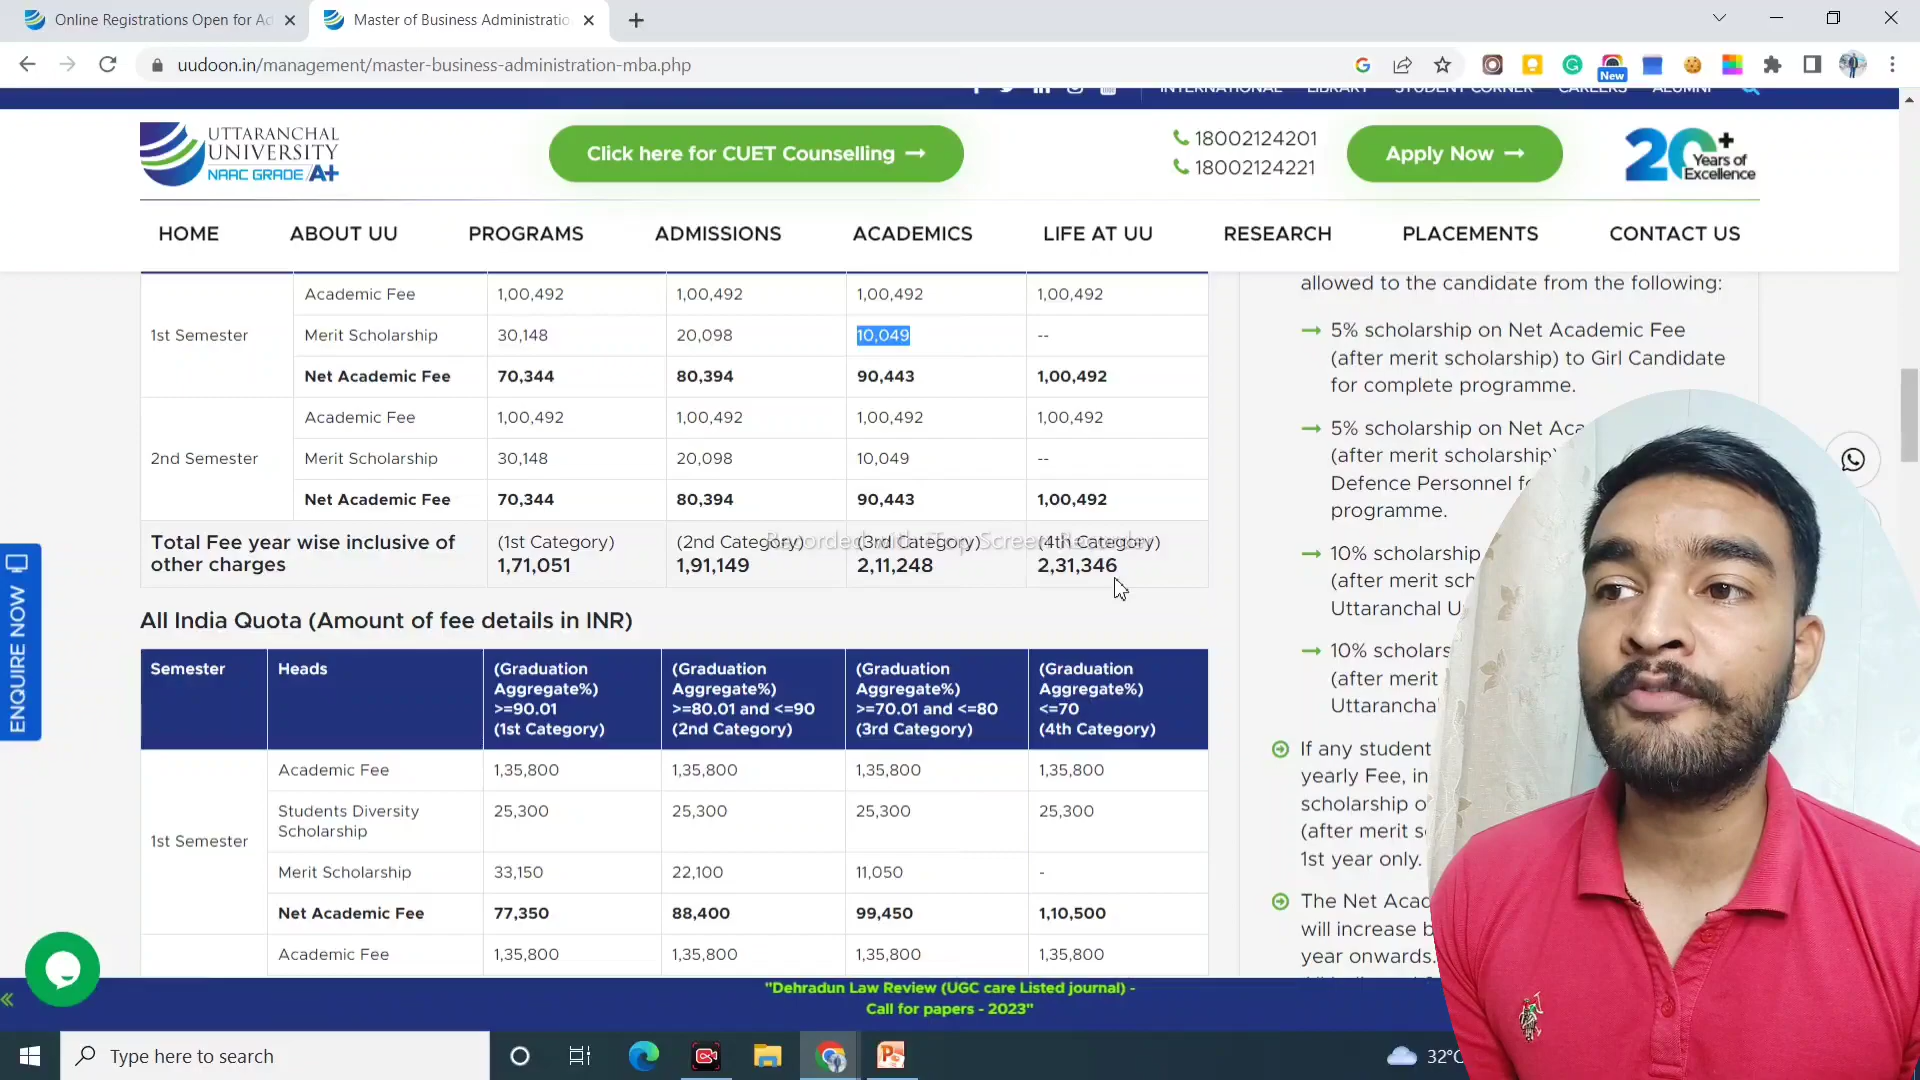 Online Registrations Open for Ad
Master of Business Administratio
uudoon.in/management/master-business-administration-mba.php
New
INTERNATIONAL LIBRARY STUDENT CORNER CAREERS ALUMNI
UTTARANCHAL
UNIVERSITY
NAAC GRADE A+
Click here for CUET Counselling →
18002124201
18002124221
Apply Now →
20+
Years of
Excellence
HOME ABOUT UU PROGRAMS ADMISSIONS ACADEMICS LIFE AT UU RESEARCH PLACEMENTS CONTACT US
Academic Fee 1,00,492 1,00,492 1,00,492 1,00,492
1st Semester Merit Scholarship 30,148 20,098 10,049 --
Net Academic Fee 70,344 80,394 90,443 1,00,492
Academic Fee 1,00,492 1,00,492 1,00,492 1,00,492
2nd Semester Merit Scholarship 30,148 20,098 10,049 --
Net Academic Fee 70,344 80,394 90,443 1,00,492
Total Fee year wise inclusive of
other charges
(1st Category)
1,71,051
(2nd Category)
1,91,149
(3rd Category)
2,11,248
(4th Category)
2,31,346
All India Quota (Amount of fee details in INR)
Semester
Heads
(Graduation
Aggregate%)
>=90.01
(1st Category)
(Graduation
Aggregate%)
>=80.01 and <=90
(2nd Category)
(Graduation
Aggregate%)
>=70.01 and <=80
(3rd Category)
(Graduation
Aggregate%)
<=70
(4th Category)
Academic Fee 1,35,800 1,35,800 1,35,800 1,35,800
Students Diversity
Scholarship
25,300 25,300 25,300 25,300
1st Semester
Merit Scholarship 33,150 22,100 11,050 -
Net Academic Fee 77,350 88,400 99,450 1,10,500
Academic Fee 1,35,800 1,35,800 1,35,800 1,35,800
allowed to the candidate from the following:
→ 5% scholarship on Net Academic Fee
(after merit scholarship) to Girl Candidate
for complete programme.
→ 5% scholarship on Net Aca
(after merit scholarship)
Defence Personnel fo
programme.
→ 10% scholarship
(after merit sch
Uttaranchal U
→ 10% scholars
(after merit
Uttarancha
If any student
yearly Fee, in
scholarship o
(after merit s
1st year only.
The Net Acad
will increase b
year onwards.
ENQUIRE NOW
"Dehradun Law Review (UGC care Listed journal) -
Call for papers - 2023"
Type here to search
32°C